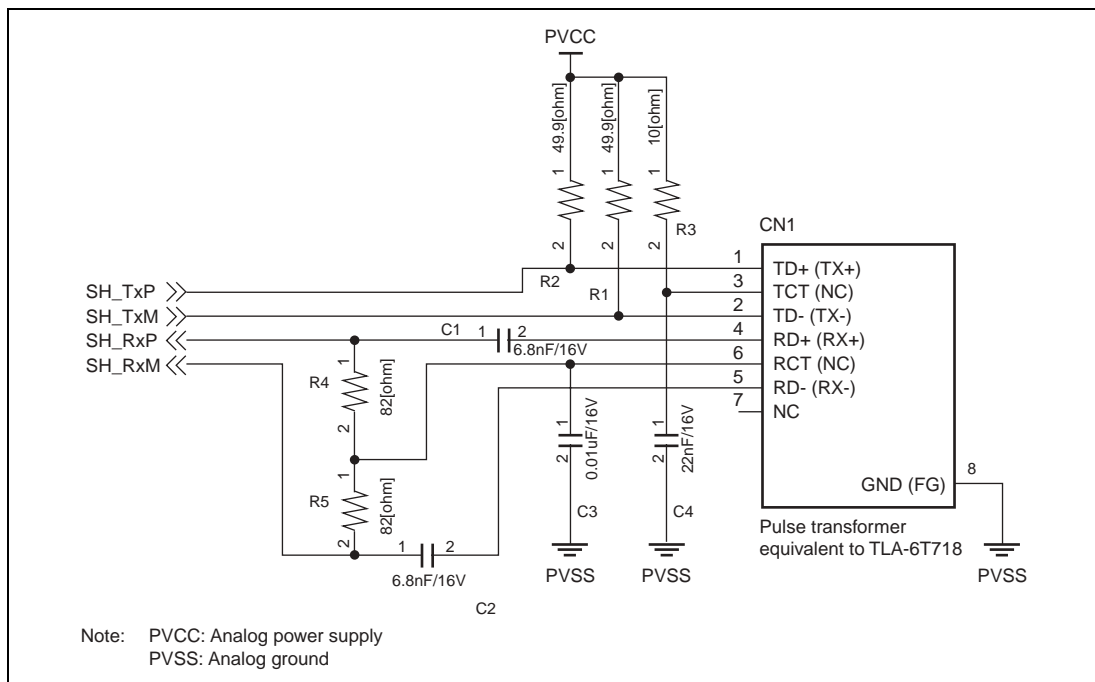 PVCC
49.9[ohm]
49.9[ohm]
10[ohm]
1
1
1
2
2
2
R3
R2
R1
CN1
SH_TxP
SH_TxM
SH_RxP
SH_RxM
1
3
2
4
6
5
7
TD+ (TX+)
TCT (NC)
TD- (TX-)
RD+ (RX+)
RCT (NC)
RD- (RX-)
NC
C1
1
2
6.8nF/16V
1
R4
82[ohm]
2
1
R5
82[ohm]
2
1
2
6.8nF/16V
C2
1
2
0.01uF/16V
C3
1
2
22nF/16V
C4
PVSS
PVSS
GND (FG)
8
PVSS
Pulse transformer
equivalent to TLA-6T718
Note: PVCC: Analog power supply
PVSS: Analog ground